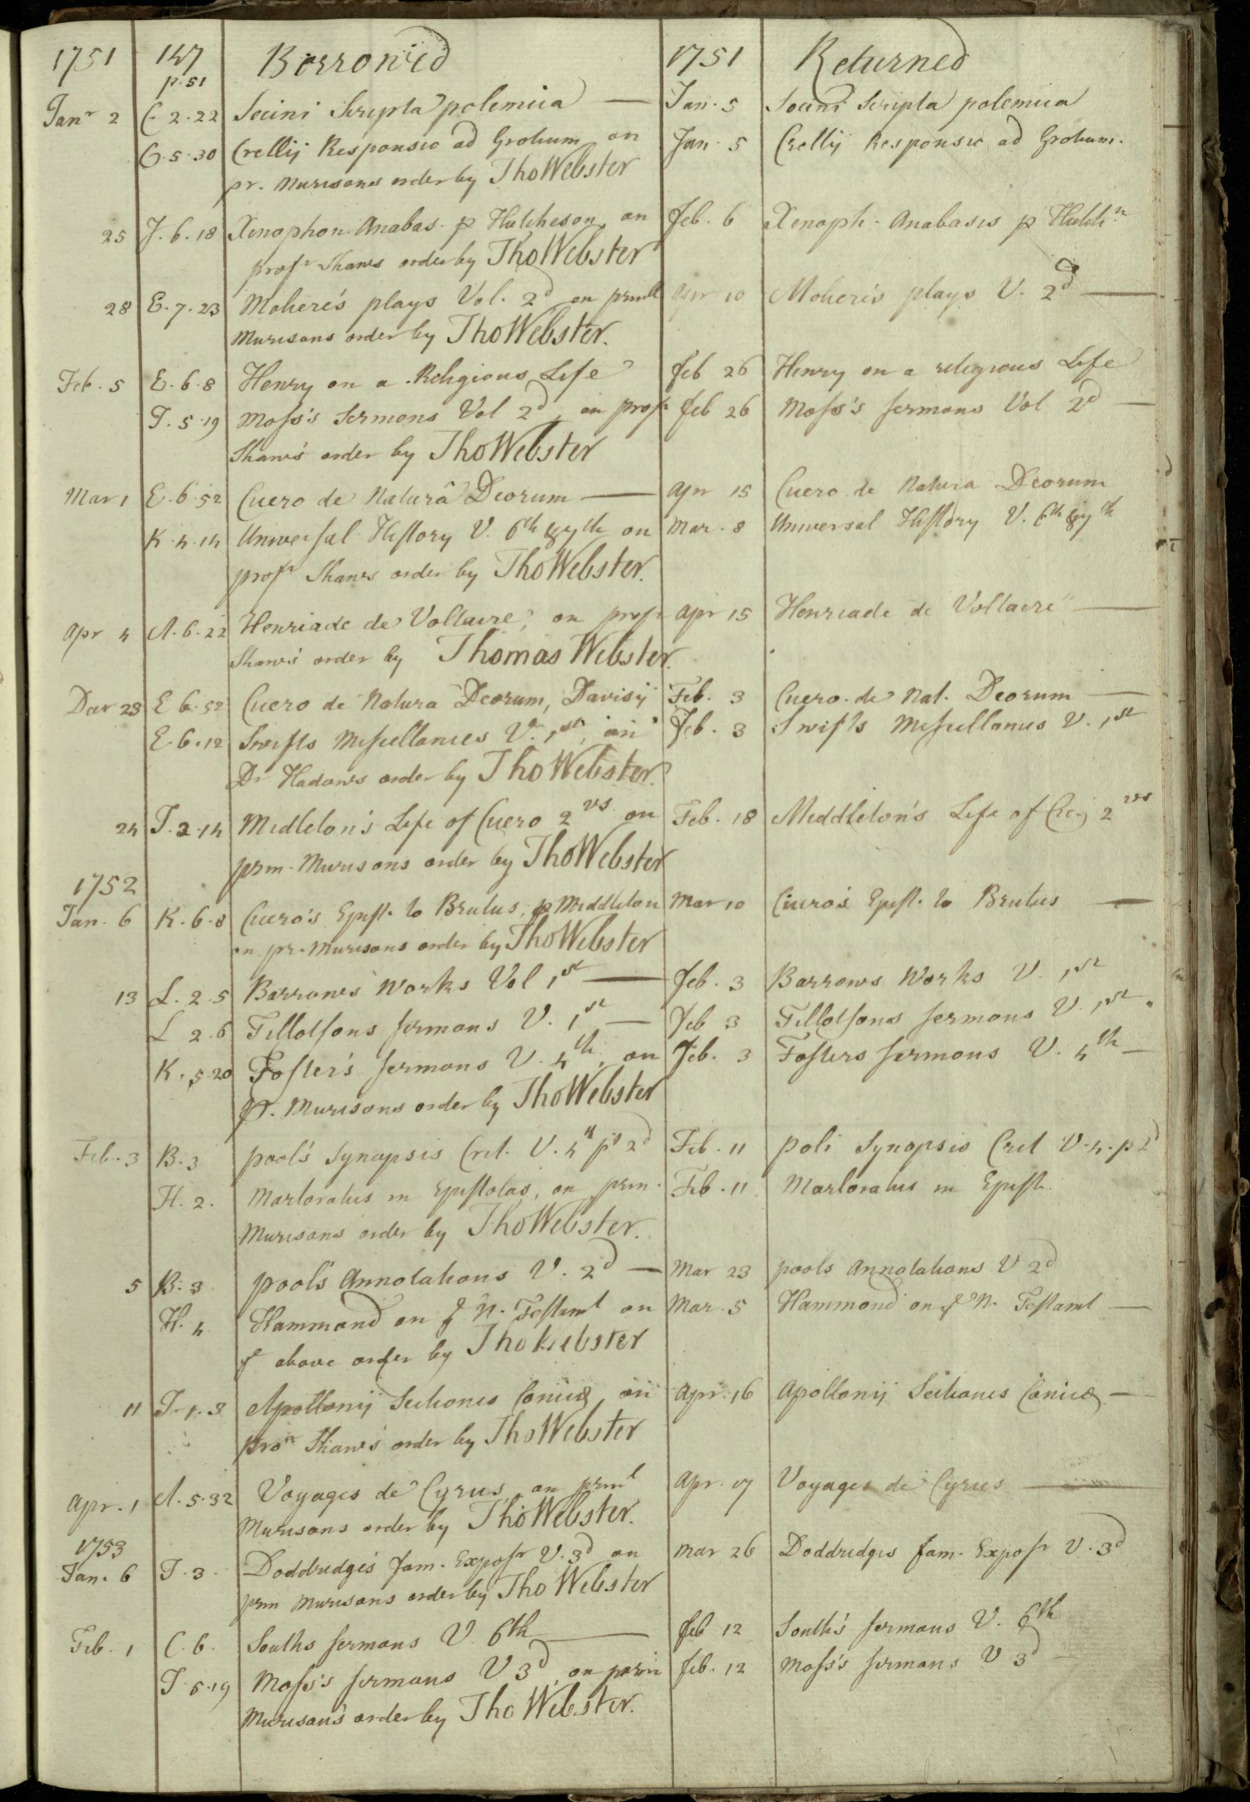 1751 147 Borrow'd 1751 Returned
p. 51
Janr 2 C. 2. 22 Socini Scripta polemica — Jan. 5 Socini Scripta polemica
G. 5. 30 Crellij Responsio ad Grotium, on Jan. 5 Crellij Responsio ad Grotium.
pr. Murisons order by Tho Webster
25 J. 6. 18 Xenophon Anabas. p Hutcheson, on Feb. 6 Xenoph. Anabasis p Hutchn
profr Shaws order by Tho Webster
28 E. 7. 23 Moliere's plays Vol. 2d on prinll Apr 10 Moliere's plays V. 2d —
Murisons order by Tho Webster.
Feb. 5 E. 6. 8 Henry on a Religious Life Feb 26 Henry on a religious Life
T. 5. 19 Moss's Sermons Vol 2d, on profr Feb 26 Moss's sermons Vol 2d —
Shaws order by Tho Webster
Mar 1 E. 6. 52 Cicero de Naturâ Deorum — Apr 15 Cicero de Natura Deorum
K. 4. 14 Universal History V. 6th & 7th on Mar. 8 Universal History V. 6th & 7th
profr Shaws order by Tho Webster.
Apr 4 A. 6. 22 Henriade de Voltaire, on profr Apr 15 Henriade de Voltaire —
Shaws order by Thomas Webster.
Decr 23 E 6. 52 Cicero de Natura Deorum, Davisij Feb. 3 Cicero de Nat. Deorum —
E 6. 12 Swifts Miscellanies V. 1st, on Feb. 3 Swifts Miscellanies V. 1st
Dr Hadows order by Tho Webster
24 T. 2. 14 Midleton's Life of Cicero 2 vs on Feb. 18 Middleton's Life of Cic. 2 vs
prin. Murisons order by Tho Webster
1752
Jan. 6 K. 6. 8 Cicero's Epist. to Brutus, p Middleton Mar 10 Cicero's Epist. to Brutus —
on pr. Murisons order by Tho Webster
13 L. 2. 5 Barrows Works Vol 1st — Feb. 3 Barrows Works V. 1st
L 2. 6 Tillotsons sermons V. 1st — Feb 3 Tillotsons sermons V. 1st.
K. 5. 20 Foster's sermons V. 4th, on Feb. 3 Fosters sermons V. 4th —
pr. Murisons order by Tho Webster
Feb. 3 B. 3 pool's Synopsis Crit. V. 4th pt 2d Feb. 11 poli Synopsis Crit V. 4. p 2d
H. 2. Marloratus in Epistolas, on prin. Feb. 11 Marloratus in Epist.
Murisons order by Tho Webster.
5 B. 3 pool's Annotations V. 2d — Mar 23 pools Annotations V 2d
H. 4 Hammond on ye N. Testamt on Mar. 5 Hammond on ye N. Testamt —
ye above order by Tho Webster
11 T. 1. 3 Apollonij Sectiones Conicæ, on Apr. 16 Apollonij Sectiones Conicæ —
pror Shaws order by Tho Webster
Apr. 1 A. 5. 32 Voyages de Cyrus, on prinl Apr. 17 Voyages de Cyrus —
Murisons order by Tho Webster.
1753
Jan. 6 T. 3. Doddridges fam. Exposr V. 3d on Mar 26 Doddridges fam. Exposr V. 3d
prin Murisons order by Tho Webster
Feb. 1 C. 6. Souths sermons V. 6th — Feb 12 South's sermons V. 6th
T. 5. 19 Moss's sermons V 3d, on prin Feb. 12 Moss's sermons V 3d —
Murisons order by Tho Webster.